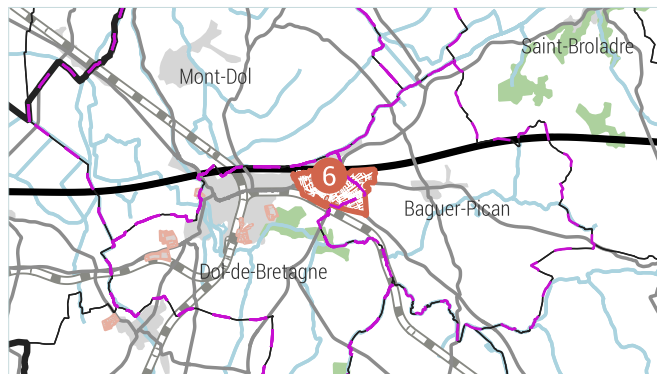 Saint-Broladre
Mont-Dol
6
Baguer-Pican
Dol-de-Bretagne